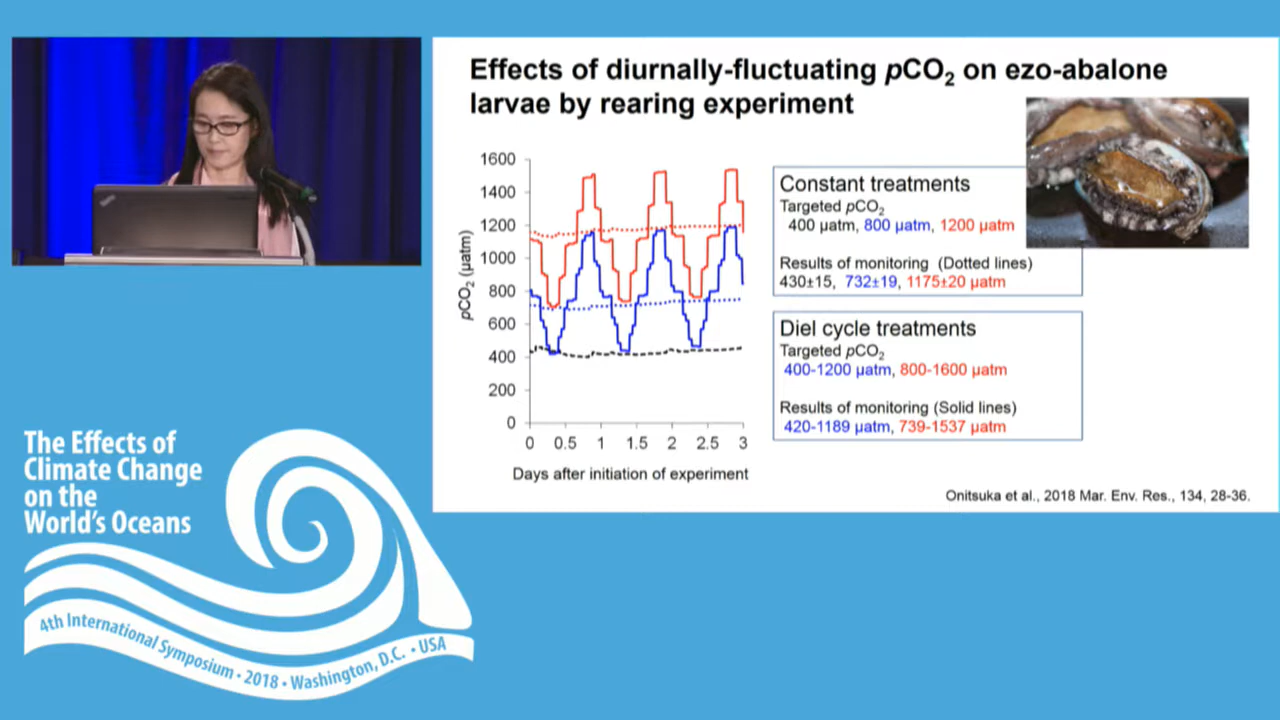 Effects of diurnally-fluctuating pCO₂ on ezo-abalone
larvae by rearing experiment
1600
1400
1200
1000
800
600
400
200
0
pCO₂ (µatm)
0 0.5 1 1.5 2 2.5 3
Days after initiation of experiment
Constant treatments
Targeted pCO₂
400 µatm, 800 µatm, 1200 µatm
Results of monitoring (Dotted lines)
430±15, 732±19, 1175±20 µatm
Diel cycle treatments
Targeted pCO₂
400-1200 µatm, 800-1600 µatm
Results of monitoring (Solid lines)
420-1189 µatm, 739-1537 µatm
Onitsuka et al., 2018 Mar. Env. Res., 134, 28-36.
The Effects of
Climate Change
on the
World's Oceans
4th International Symposium • 2018 • Washington, D.C. • USA